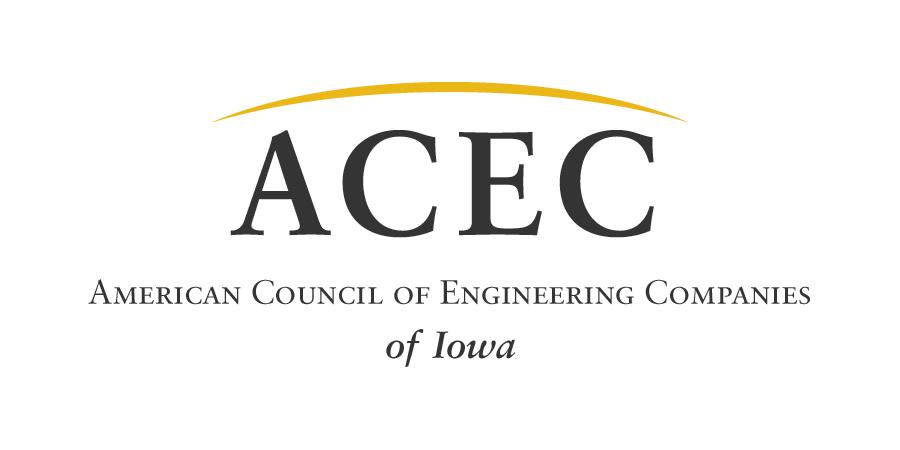 ACEC
American Council of Engineering Companies
of Iowa